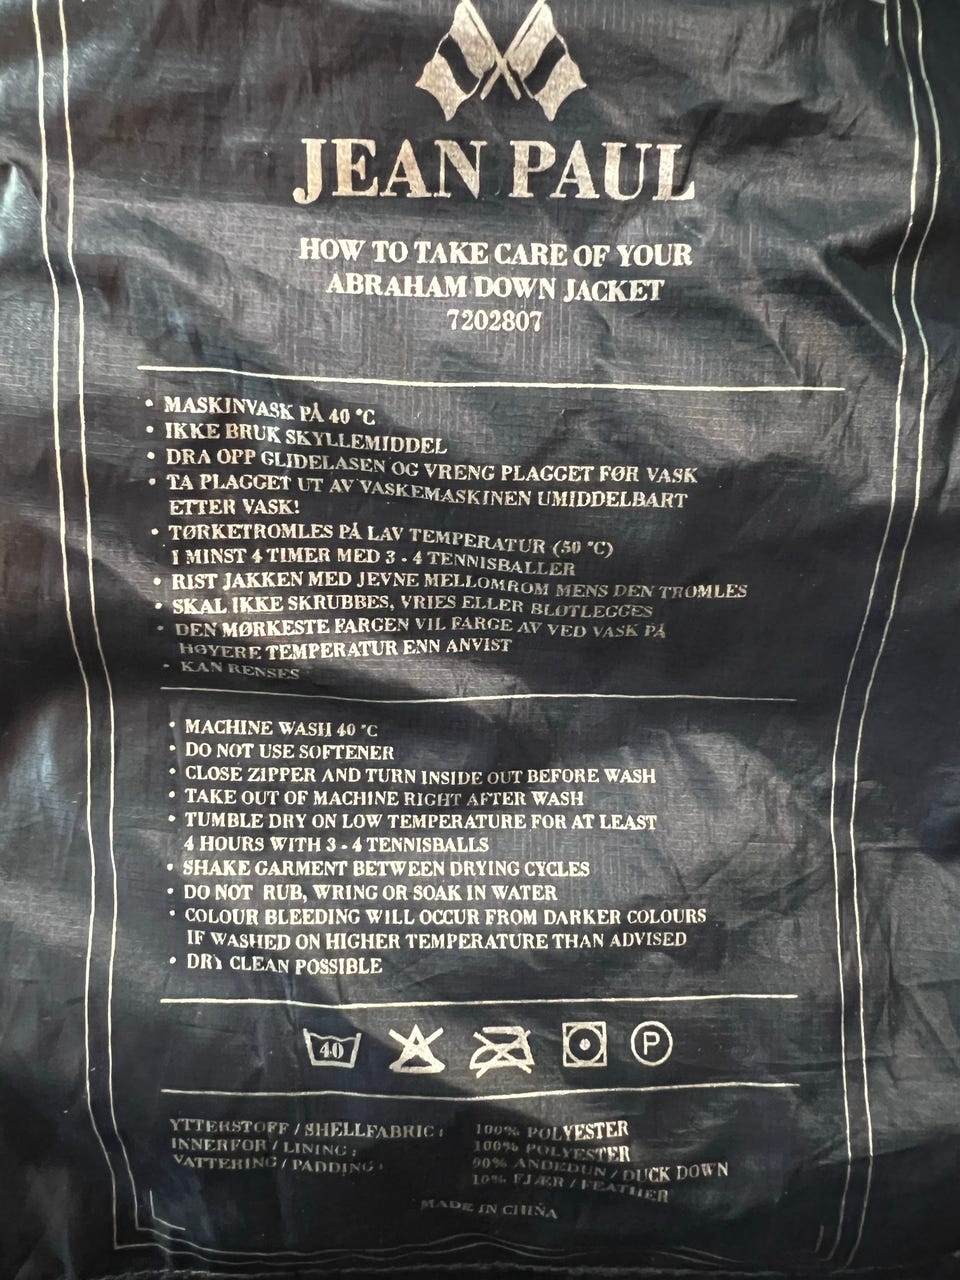 JEAN PAUL
HOW TO TAKE CARE OF YOUR
ABRAHAM DOWN JACKET
7202807
• MASKINVASK PÅ 40 °C
• IKKE BRUK SKYLLEMIDDEL
• DRA OPP GLIDELASEN OG VRENG PLAGGET FØR VASK
• TA PLAGGET UT AV VASKEMASKINEN UMIDDELBART
ETTER VASK!
• TØRKETROMLES PÅ LAV TEMPERATUR (50 °C)
I MINST 4 TIMER MED 3 - 4 TENNISBALLER
• RIST JAKKEN MED JEVNE MELLOMROM MENS DEN TROMLES
• SKAL IKKE SKRUBBES, VRIES ELLER BLØTLEGGES
• DEN MØRKESTE FARGEN VIL FARGE AV VED VASK PÅ
HØYERE TEMPERATUR ENN ANVIST
• KAN RENSES
• MACHINE WASH 40 °C
• DO NOT USE SOFTENER
• CLOSE ZIPPER AND TURN INSIDE OUT BEFORE WASH
• TAKE OUT OF MACHINE RIGHT AFTER WASH
• TUMBLE DRY ON LOW TEMPERATURE FOR AT LEAST
4 HOURS WITH 3 - 4 TENNISBALLS
• SHAKE GARMENT BETWEEN DRYING CYCLES
• DO NOT RUB, WRING OR SOAK IN WATER
• COLOUR BLEEDING WILL OCCUR FROM DARKER COLOURS
IF WASHED ON HIGHER TEMPERATURE THAN ADVISED
• DRY CLEAN POSSIBLE
40 P
YTTERSTOFF / SHELLFABRIC: 100% POLYESTER
INNERFOR / LINING: 100% POLYESTER
VATTERING / PADDING: 90% ANDEDUN / DUCK DOWN
10% FJÆR / FEATHER
MADE IN CHINA